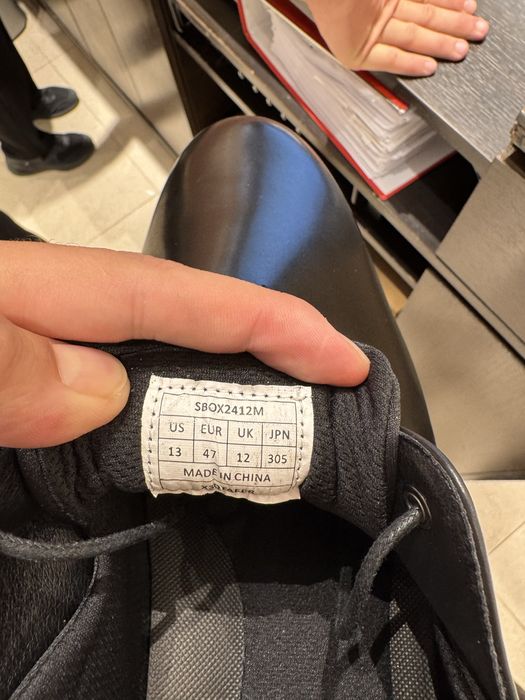 SBOX2412M
US EUR UK JPN
13 47 12 305
MADE IN CHINA